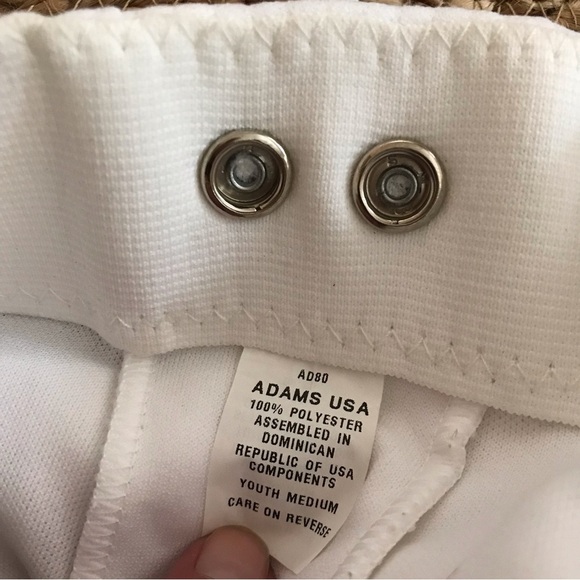 AD80
ADAMS USA
100% POLYESTER
ASSEMBLED IN
DOMINICAN
REPUBLIC OF USA
COMPONENTS
YOUTH MEDIUM
CARE ON REVERSE